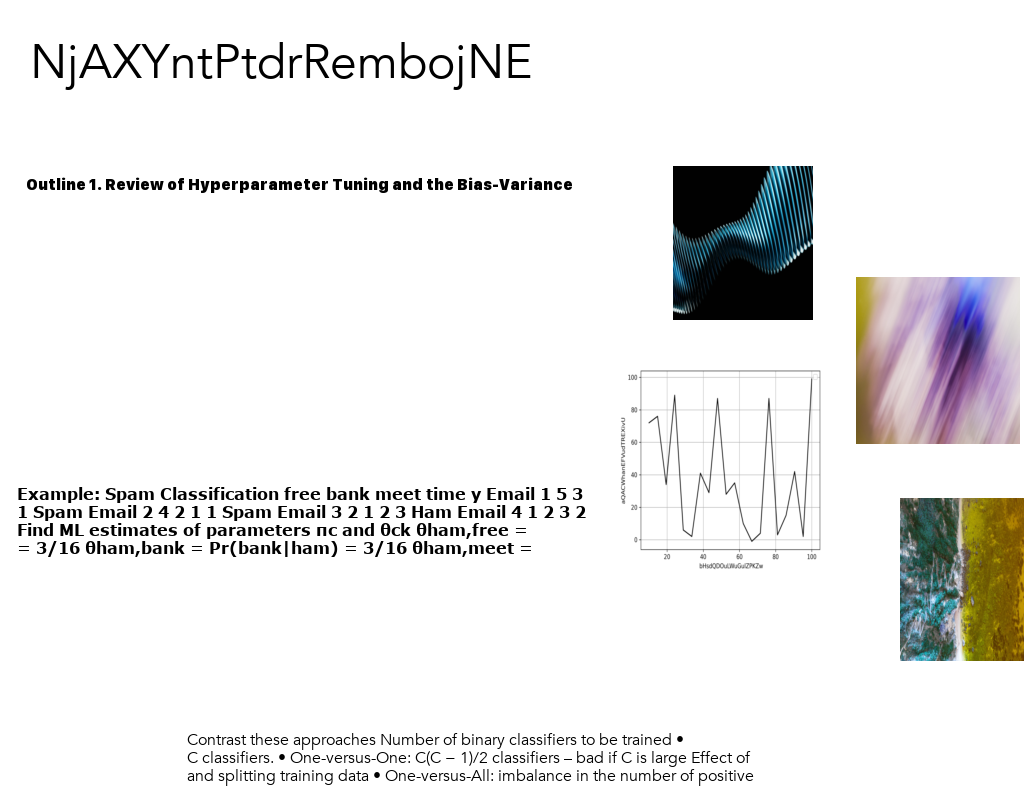 NjAXYntPtdrRembojNE
Outline 1. Review of Hyperparameter Tuning and the Bias-Variance
Example: Spam Classification free bank meet time y Email 1 5 3
1 Spam Email 2 4 2 1 1 Spam Email 3 2 1 2 3 Ham Email 4 1 2 3 2
Find ML estimates of parameters πc and θck θham,free =
= 3/16 θham,bank = Pr(bank|ham) = 3/16 θham,meet =
100
80
60
40
20
0
20 40 60 80 100
Contrast these approaches Number of binary classifiers to be trained •
C classifiers. • One-versus-One: C(C − 1)/2 classifiers – bad if C is large Effect of
and splitting training data • One-versus-All: imbalance in the number of positive